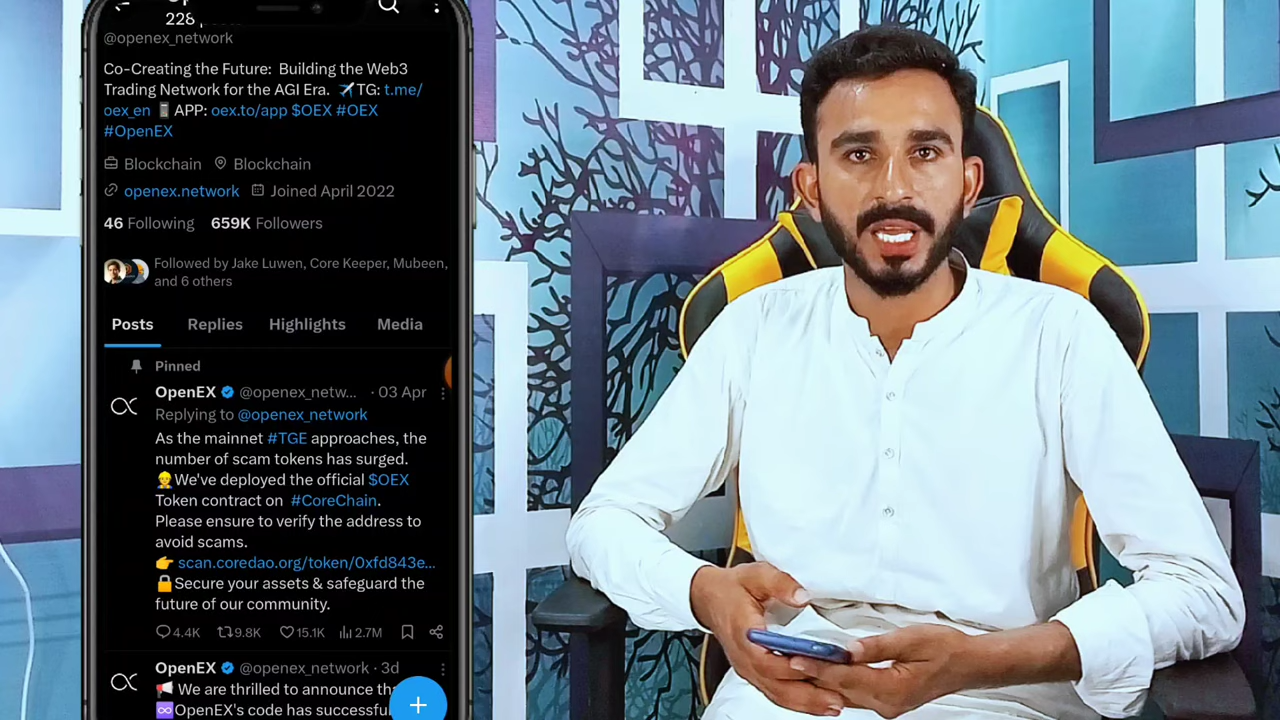 228
@openex_network
Co-Creating the Future: Building the Web3
Trading Network for the AGI Era. ✈️TG: t.me/
oex_en 📱APP: oex.to/app $OEX #OEX
#OpenEX
Blockchain Blockchain
openex.network Joined April 2022
46 Following 659K Followers
Followed by Jake Luwen, Core Keeper, Mubeen,
and 6 others
Posts Replies Highlights Media
Pinned
OpenEX @openex_netw... · 03 Apr
Replying to @openex_network
As the mainnet #TGE approaches, the
number of scam tokens has surged.
👷We've deployed the official $OEX
Token contract on #CoreChain.
Please ensure to verify the address to
avoid scams.
👉 scan.coredao.org/token/0xfd843e...
🔒Secure your assets & safeguard the
future of our community.
4.4K 9.8K 15.1K 2.7M
OpenEX @openex_network · 3d
📢 We are thrilled to announce
♾️OpenEX's code has